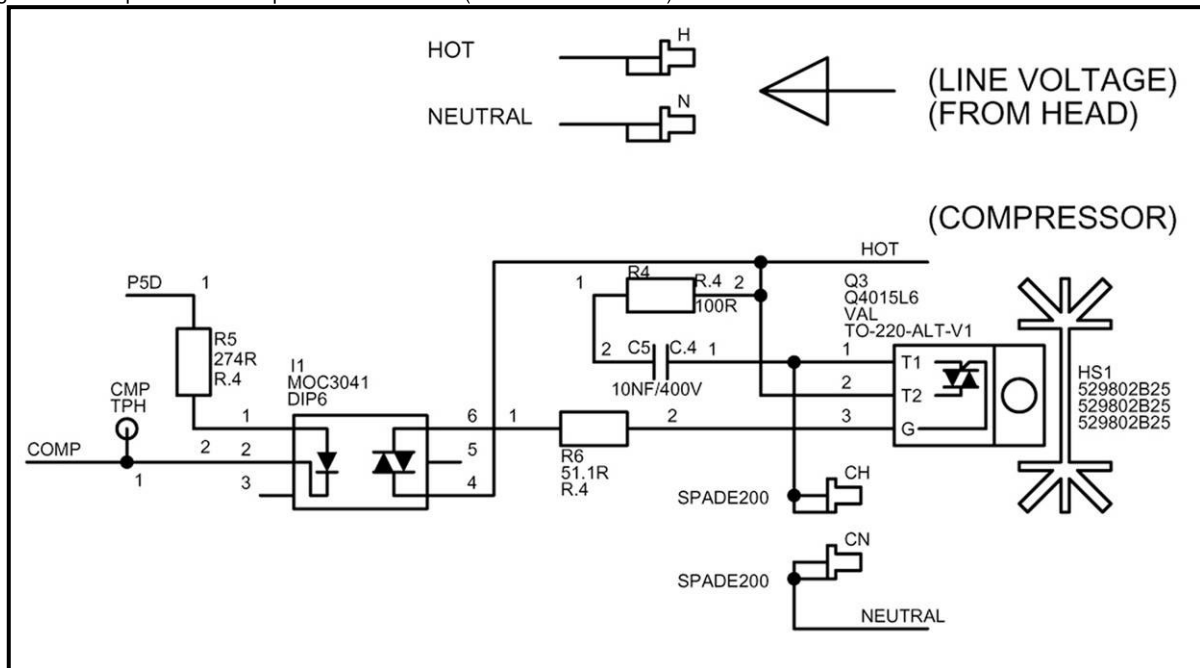 HOT
H
NEUTRAL
N
(LINE VOLTAGE)
(FROM HEAD)
(COMPRESSOR)
HOT
P5D
1
R5
274R
R.4
CMP
TPH
COMP
1
2
I1
MOC3041
DIP6
1
2
3
6
5
4
1
R6
51.1R
R.4
2
1
R4
R.4
2
100R
2
C5
C.4
1
10NF/400V
Q3
Q4015L6
VAL
TO-220-ALT-V1
1
2
3
T1
T2
G
HS1
529802B25
529802B25
529802B25
SPADE200
CH
SPADE200
CN
NEUTRAL